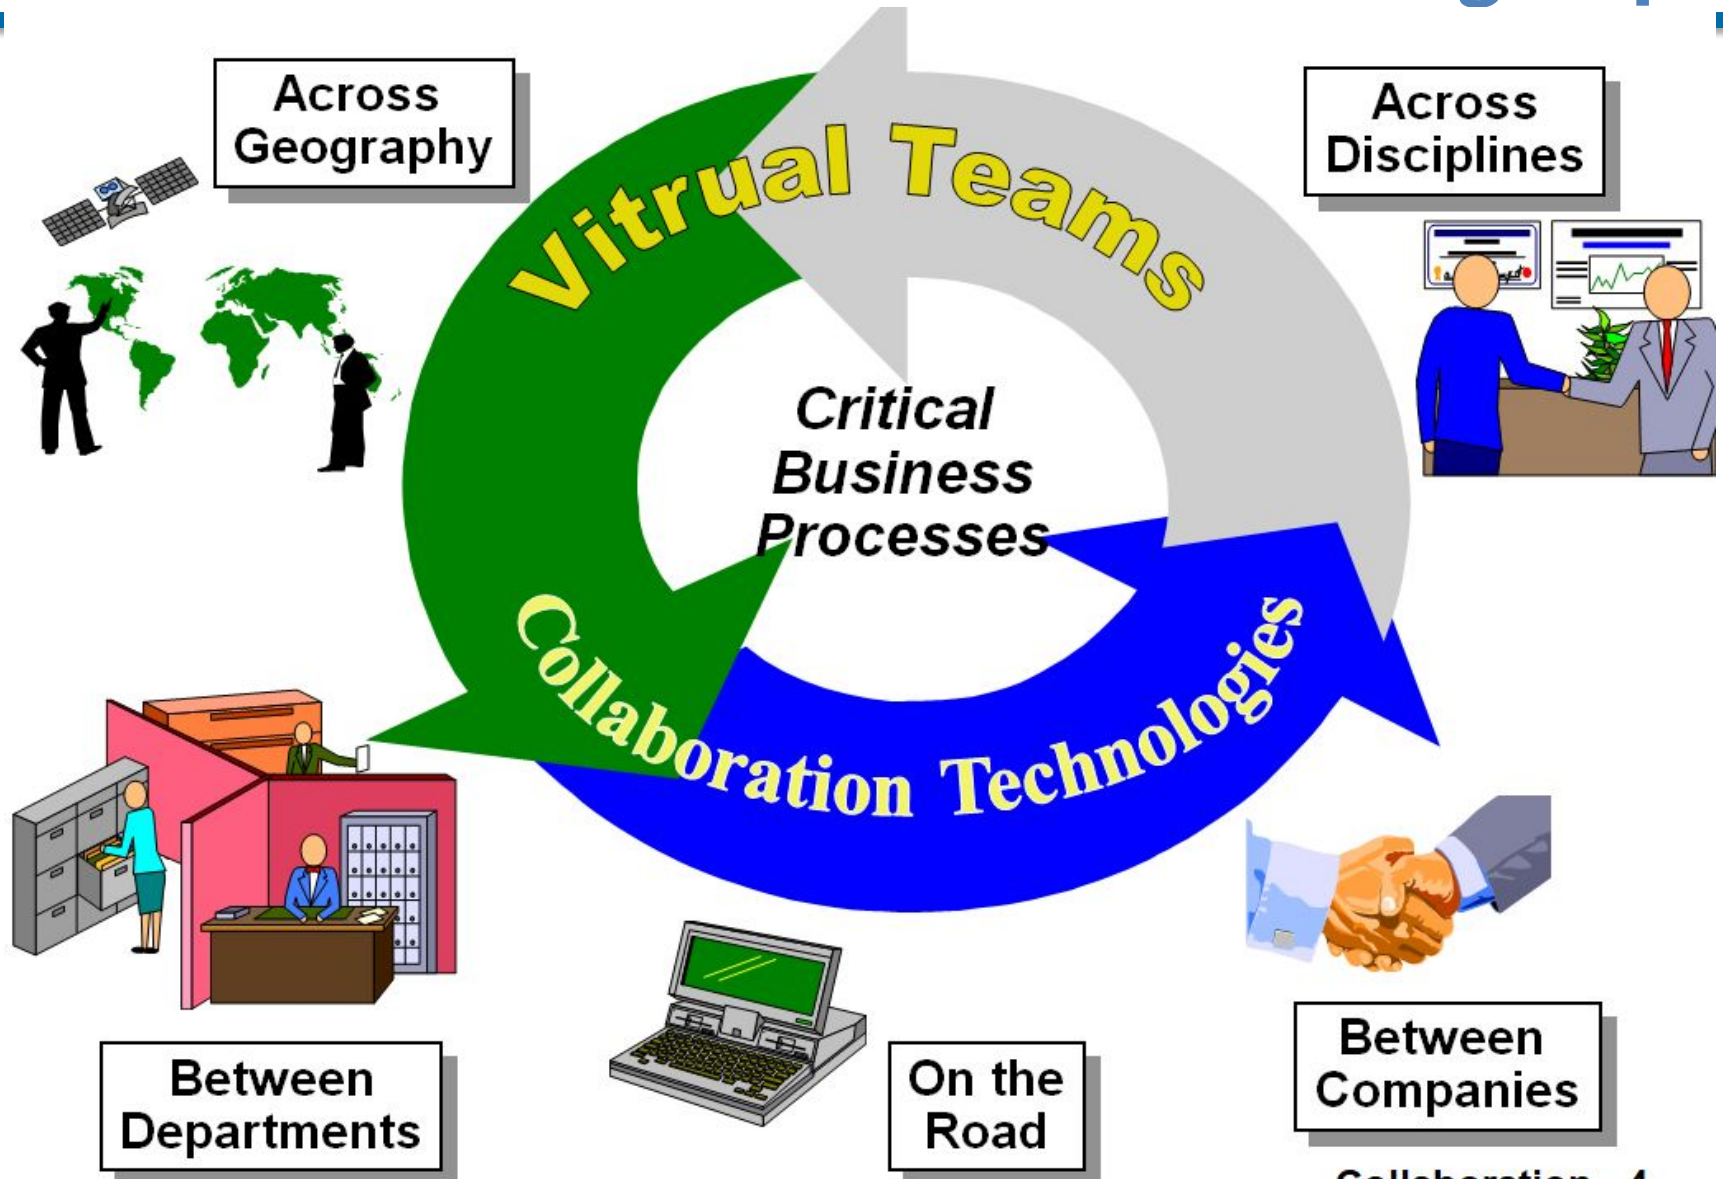 Across
Geography
Across
Disciplines
Vitrual Teams
Critical
Business
Processes
Collaboration Technologies
Between
Departments
On the
Road
Between
Companies